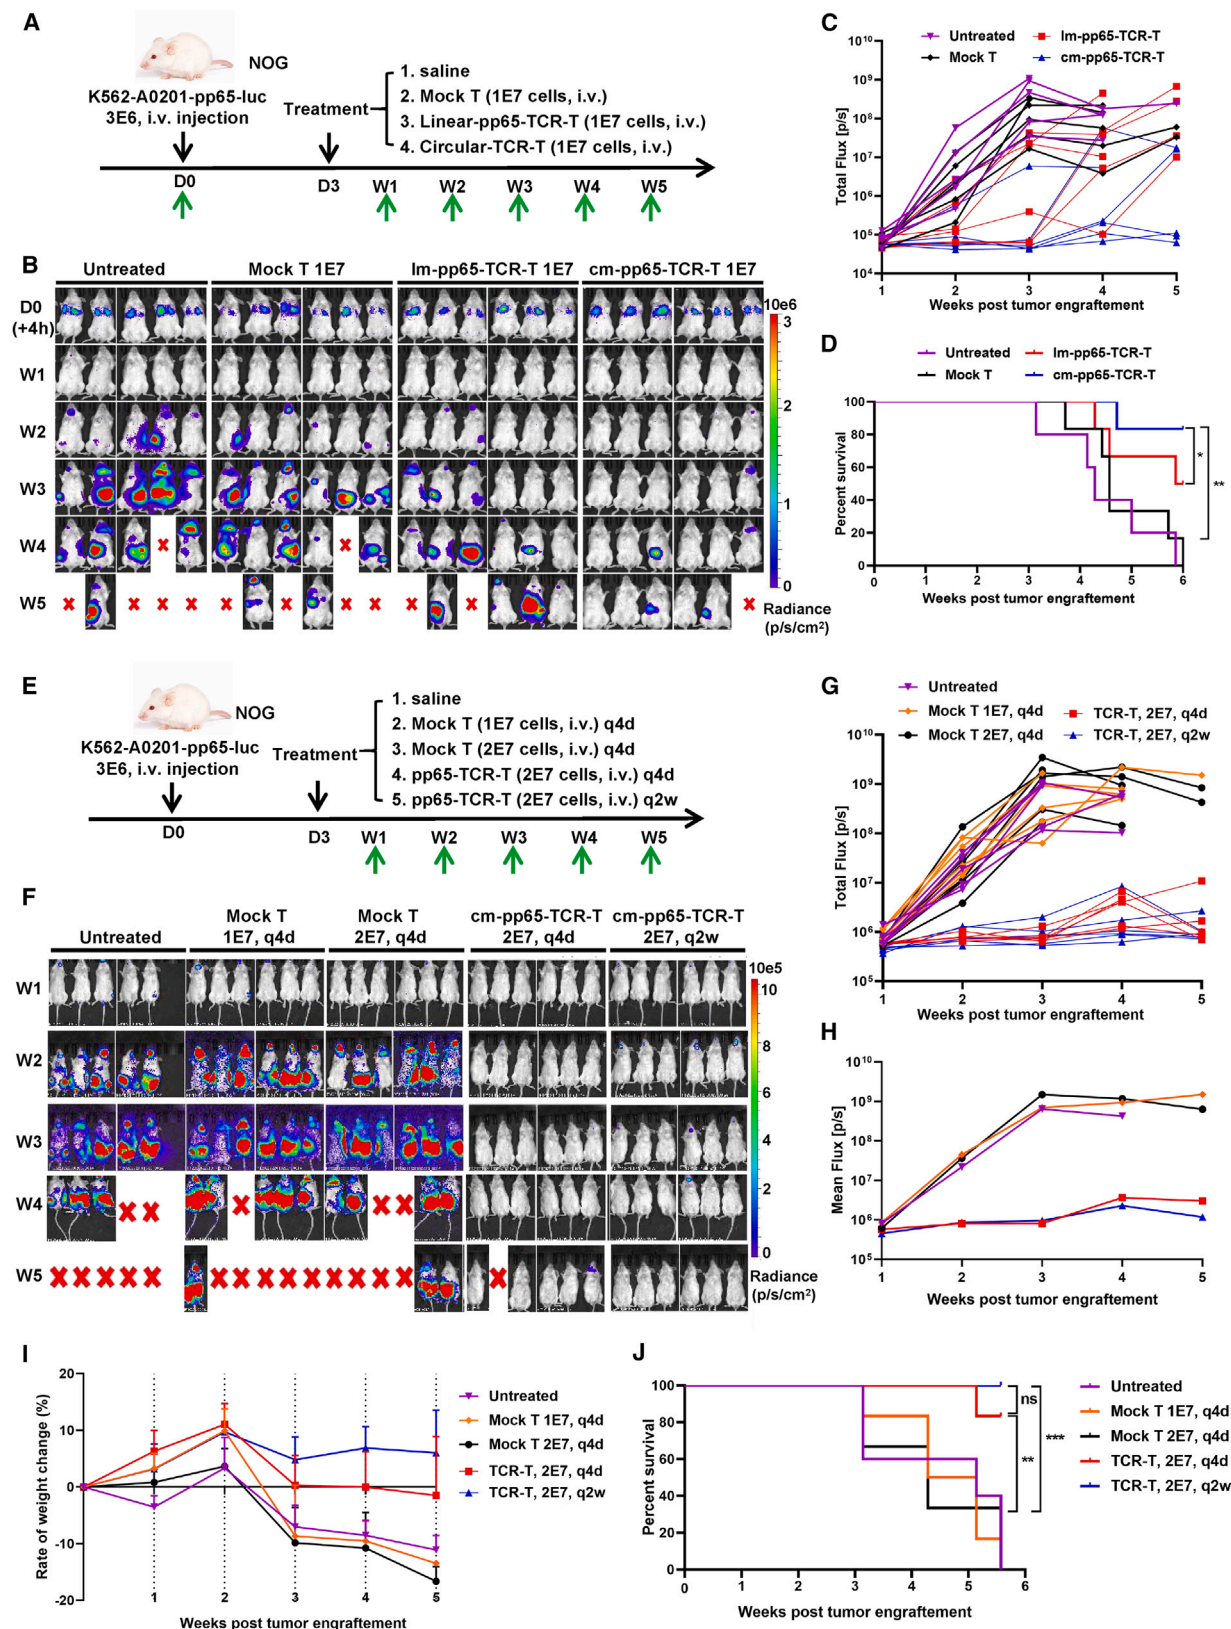 A
NOG
K562-A0201-pp65-luc
3E6, i.v. injection
Treatment
1. saline
2. Mock T (1E7 cells, i.v.)
3. Linear-pp65-TCR-T (1E7 cells, i.v.)
4. Circular-TCR-T (1E7 cells, i.v.)
D0
D3
W1
W2
W3
W4
W5
B
Untreated
Mock T 1E7
lm-pp65-TCR-T 1E7
cm-pp65-TCR-T 1E7
D0
(+4h)
W1
W2
W3
W4
W5
10e6
3
2
1
0
Radiance
(p/s/cm²)
C
Untreated
Mock T
lm-pp65-TCR-T
cm-pp65-TCR-T
Total Flux [p/s]
10¹⁰
10⁹
10⁸
10⁷
10⁶
10⁵
10⁴
1 2 3 4 5
Weeks post tumor engraftement
D
Untreated
Mock T
lm-pp65-TCR-T
cm-pp65-TCR-T
Percent survival
100
80
60
40
20
0
*
**
0 1 2 3 4 5 6
Weeks post tumor engraftement
E
NOG
K562-A0201-pp65-luc
3E6, i.v. injection
Treatment
1. saline
2. Mock T (1E7 cells, i.v.) q4d
3. Mock T (2E7 cells, i.v.) q4d
4. pp65-TCR-T (2E7 cells, i.v.) q4d
5. pp65-TCR-T (2E7 cells, i.v.) q2w
D0
D3
W1
W2
W3
W4
W5
F
Untreated
Mock T
1E7, q4d
Mock T
2E7, q4d
cm-pp65-TCR-T
2E7, q4d
cm-pp65-TCR-T
2E7, q2w
W1
W2
W3
W4
W5
10e5
10
8
6
4
2
0
Radiance
(p/s/cm²)
G
Untreated
Mock T 1E7, q4d
Mock T 2E7, q4d
TCR-T, 2E7, q4d
TCR-T, 2E7, q2w
Total Flux [p/s]
10¹⁰
10⁹
10⁸
10⁷
10⁶
10⁵
1 2 3 4 5
Weeks post tumor engraftement
H
Mean Flux [p/s]
10¹⁰
10⁹
10⁸
10⁷
10⁶
10⁵
1 2 3 4 5
Weeks post tumor engraftement
I
Rate of weight change (%)
20
10
0
-10
-20
1 2 3 4 5
Weeks post tumor engraftement
Untreated
Mock T 1E7, q4d
Mock T 2E7, q4d
TCR-T, 2E7, q4d
TCR-T, 2E7, q2w
J
Percent survival
100
80
60
40
20
0
ns
**
***
0 1 2 3 4 5 6
Weeks post tumor engraftement
Untreated
Mock T 1E7, q4d
Mock T 2E7, q4d
TCR-T, 2E7, q4d
TCR-T, 2E7, q2w